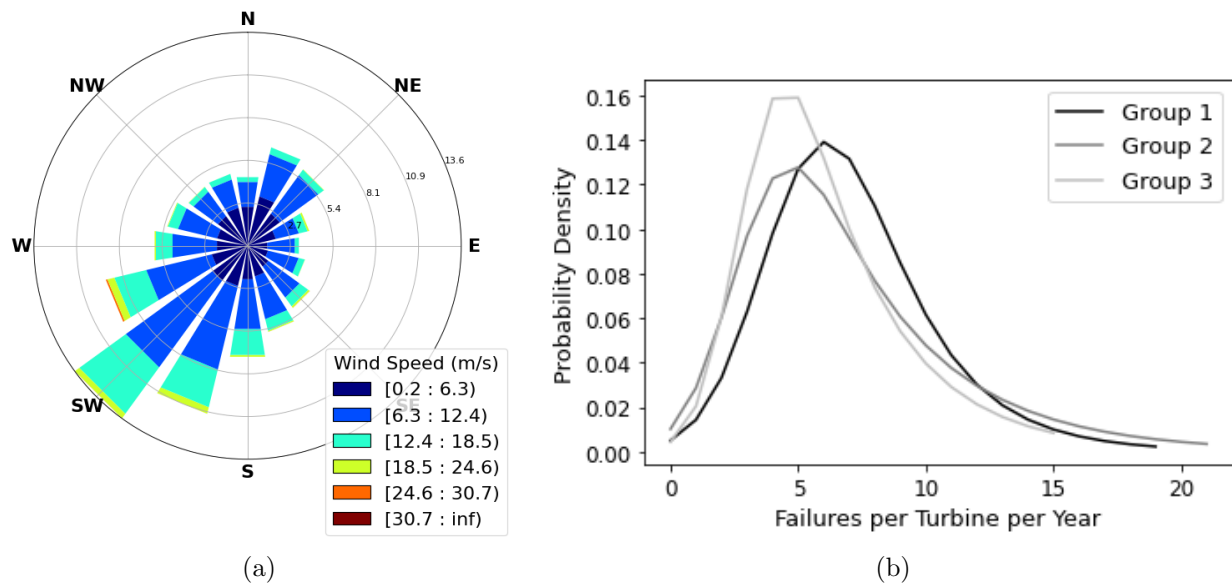 N
NW
NE
13.6
10.9
8.1
5.4
2.7
W
E
SW
SE
S
Wind Speed (m/s)
[0.2 : 6.3)
[6.3 : 12.4)
[12.4 : 18.5)
[18.5 : 24.6)
[24.6 : 30.7)
[30.7 : inf)
(a)
Probability Density
0.16
0.14
0.12
0.10
0.08
0.06
0.04
0.02
0.00
Group 1
Group 2
Group 3
0 5 10 15 20
Failures per Turbine per Year
(b)